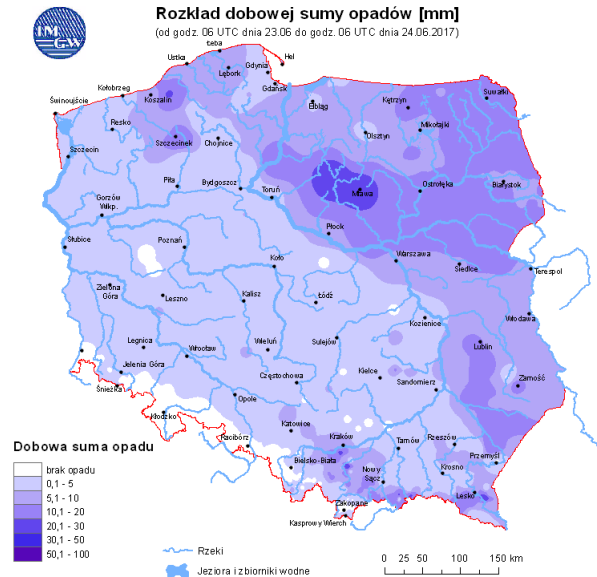 IM
GW
Rozkład dobowej sumy opadów [mm]
(od godz. 06 UTC dnia 23.06 do godz. 06 UTC dnia 24.06.2017)
Łeba
Hel
Ustka
Gdynia
Lębork
Gdańsk
Suwałki
Kołobrzeg
Koszalin
Kętrzyn
Świnoujście
Elbląg
Resko
Mikołajki
Olsztyn
Szczecinek
Chojnice
Szczecin
Piła
Bydgoszcz
Toruń
Mława
Ostrołęka
Białystok
Gorzów
Wlkp.
Płock
Słubice
Poznań
Koło
Warszawa
Siedlce
Terespol
Zielona
Góra
Leszno
Kalisz
Łódź
Kozienice
Włodawa
Legnica
Wrocław
Wieluń
Sulejów
Lublin
Jelenia Góra
Częstochowa
Kielce
Sandomierz
Zamość
Śnieżka
Opole
Kłodzko
Katowice
Racibórz
Kraków
Tarnów
Rzeszów
Przemyśl
Bielsko-Biała
Nowy
Sącz
Krosno
Lesko
Zakopane
Kasprowy Wierch
Dobowa suma opadu
brak opadu
0,1 - 5
5,1 - 10
10,1 - 20
20,1 - 30
30,1 - 50
50,1 - 100
Rzeki
Jeziora i zbiorniki wodne
0 25 50 100 150 km